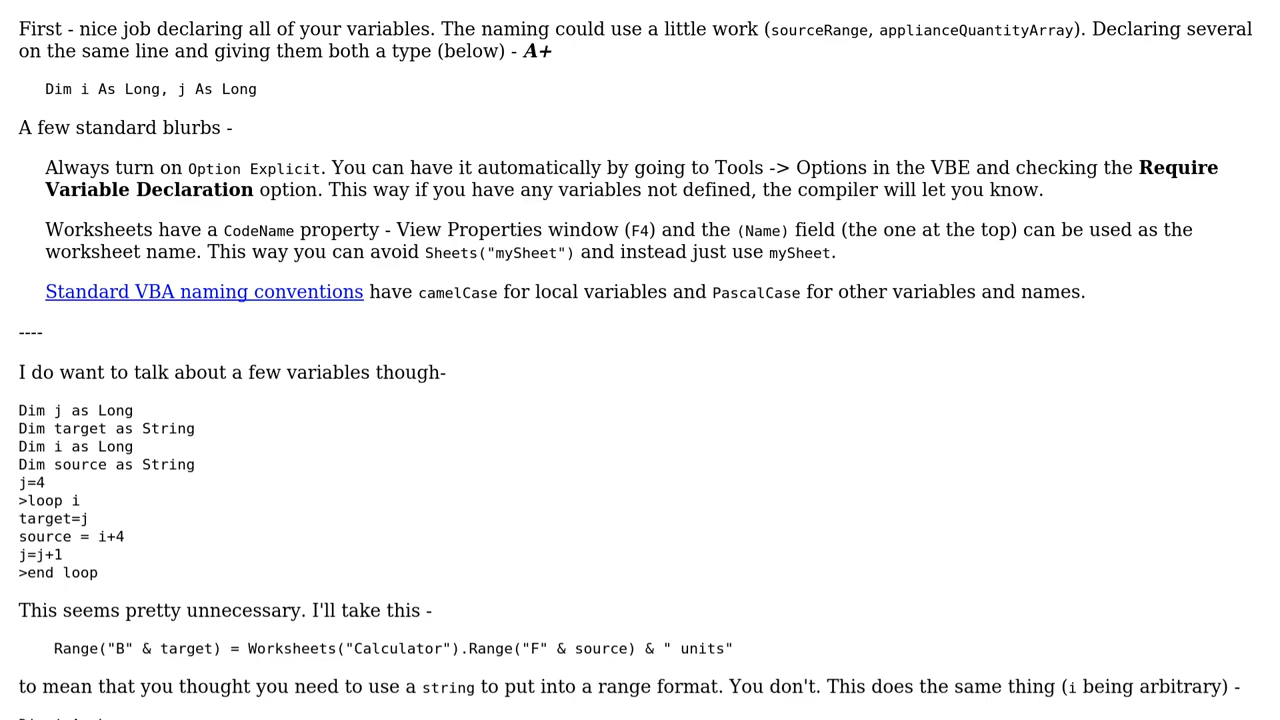 First - nice job declaring all of your variables. The naming could use a little work (sourceRange, applianceQuantityArray). Declaring several
on the same line and giving them both a type (below) - A+
Dim i As Long, j As Long
A few standard blurbs -
Always turn on Option Explicit. You can have it automatically by going to Tools -> Options in the VBE and checking the Require
Variable Declaration option. This way if you have any variables not defined, the compiler will let you know.
Worksheets have a CodeName property - View Properties window (F4) and the (Name) field (the one at the top) can be used as the
worksheet name. This way you can avoid Sheets("mySheet") and instead just use mySheet.
Standard VBA naming conventions have camelCase for local variables and PascalCase for other variables and names.
----
I do want to talk about a few variables though-
Dim j as Long
Dim target as String
Dim i as Long
Dim source as String
j=4
>loop i
target=j
source = i+4
j=j+1
>end loop
This seems pretty unnecessary. I'll take this -
Range("B" & target) = Worksheets("Calculator").Range("F" & source) & " units"
to mean that you thought you need to use a string to put into a range format. You don't. This does the same thing (i being arbitrary) -